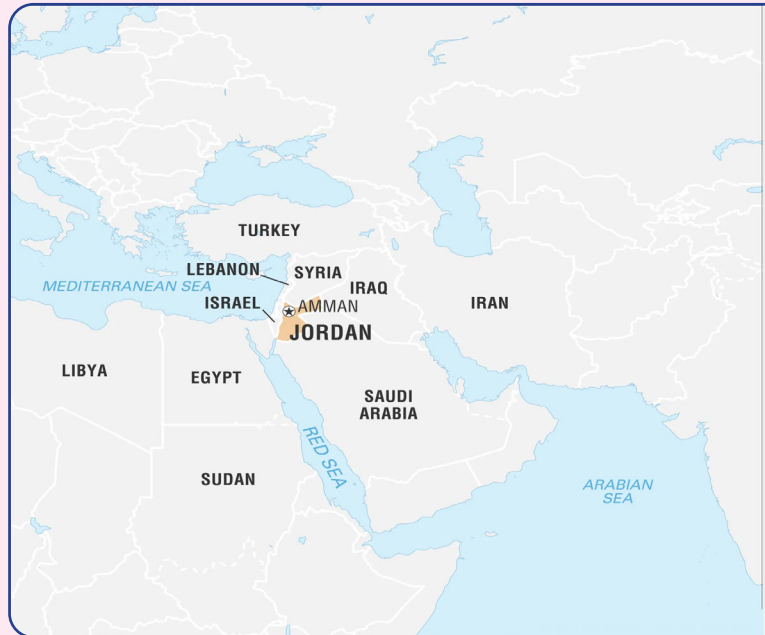 TURKEY
LEBANON
SYRIA
MEDITERRANEAN SEA
IRAQ
ISRAEL
AMMAN
IRAN
JORDAN
LIBYA
EGYPT
SAUDI
ARABIA
RED SEA
SUDAN
ARABIAN
SEA